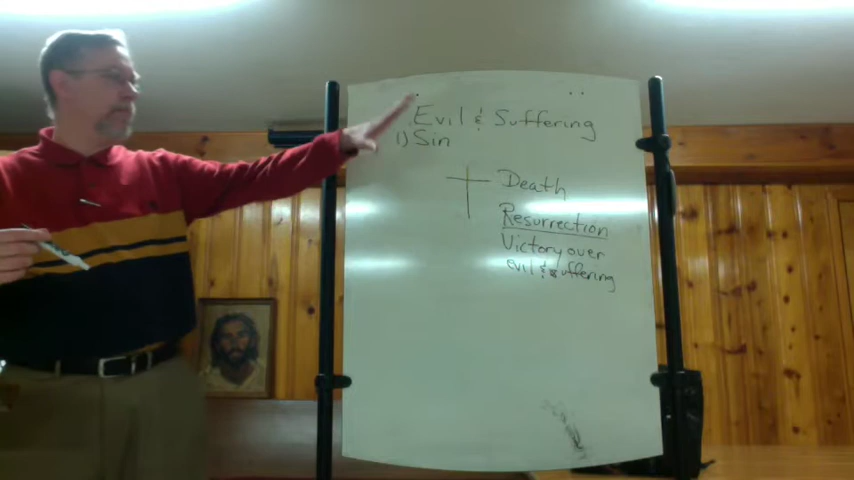 Evil & Suffering
1) Sin
Death
Resurrection
Victory over
evil & suffering